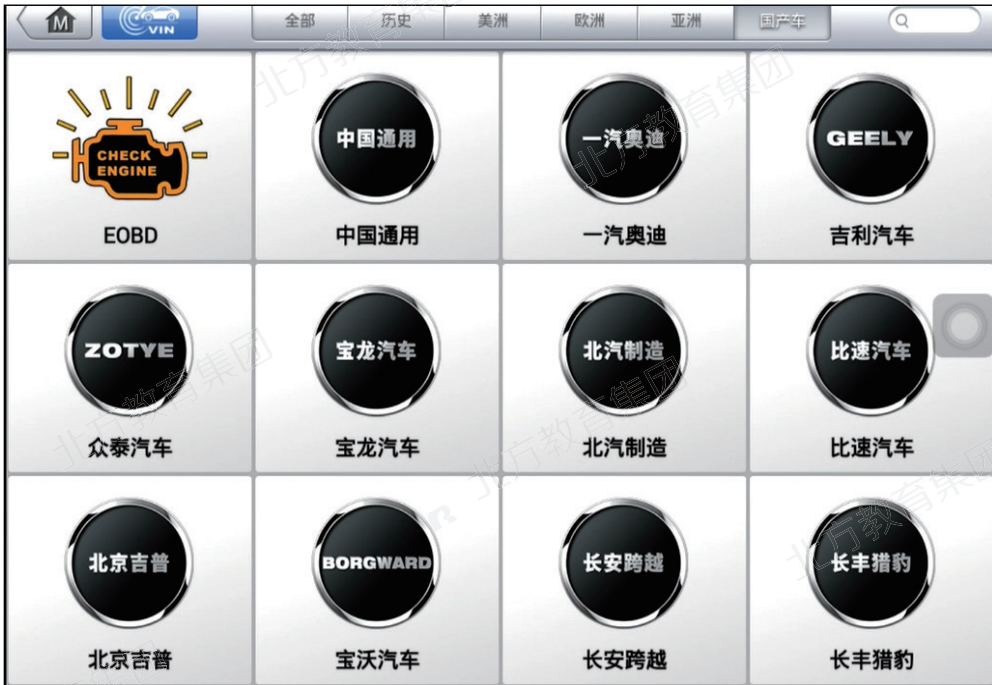 M
VIN
全部 历史 美洲 欧洲 亚洲 国产车
CHECK
ENGINE
中国通用
一汽奥迪
GEELY
EOBD 中国通用 一汽奥迪 吉利汽车
ZOTYE 宝龙汽车 北汽制造 比速汽车
众泰汽车 宝龙汽车 北汽制造 比速汽车
北京吉普 BORGWARD 长安跨越 长丰猎豹
北京吉普 宝沃汽车 长安跨越 长丰猎豹
北方教育集团